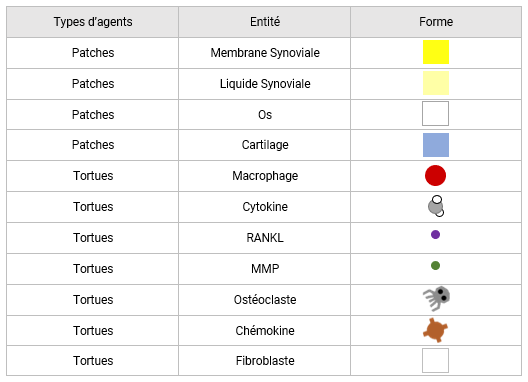 Types d'agents Entité Forme
Patches Membrane Synoviale
Patches Liquide Synoviale
Patches Os
Patches Cartilage
Tortues Macrophage
Tortues Cytokine
Tortues RANKL
Tortues MMP
Tortues Ostéoclaste
Tortues Chémokine
Tortues Fibroblaste